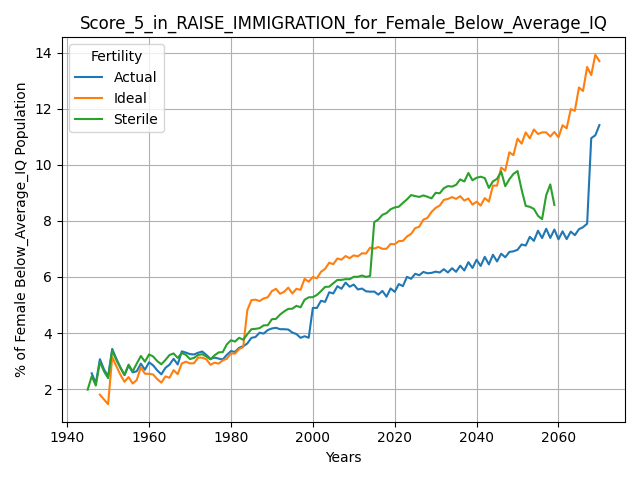 Score_5_in_RAISE_IMMIGRATION_for_Female_Below_Average_IQ
Fertility
Actual
Ideal
Sterile
% of Female Below_Average_IQ Population
14
12
10
8
6
4
2
1940 1960 1980 2000 2020 2040 2060
Years